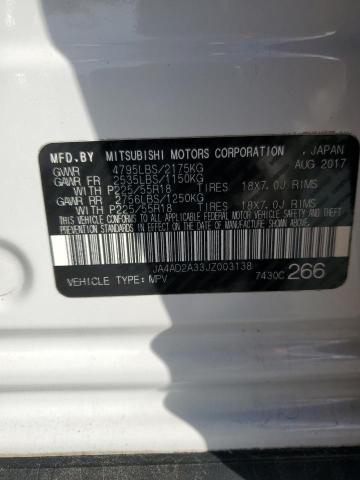 MFD.BY MITSUBISHI MOTORS CORPORATION , JAPAN
GVWR 4795LBS/2175KG AUG 2017
GAWR FR 2535LBS/1150KG
WITH P225/55R18 TIRES 18X7.0J RIMS
GAWR RR 2756LBS/1250KG
WITH P225/55R18 TIRES 18X7.0J RIMS
THIS VEHICLE CONFORMS TO ALL APPLICABLE FEDERAL
MOTOR VEHICLE SAFETY, BUMPER, AND THEFT
PREVENTION STANDARDS IN EFFECT ON THE DATE OF
MANUFACTURE SHOWN ABOVE.
JA4AD2A33JZ003138
VEHICLE TYPE: MPV 7430C 266